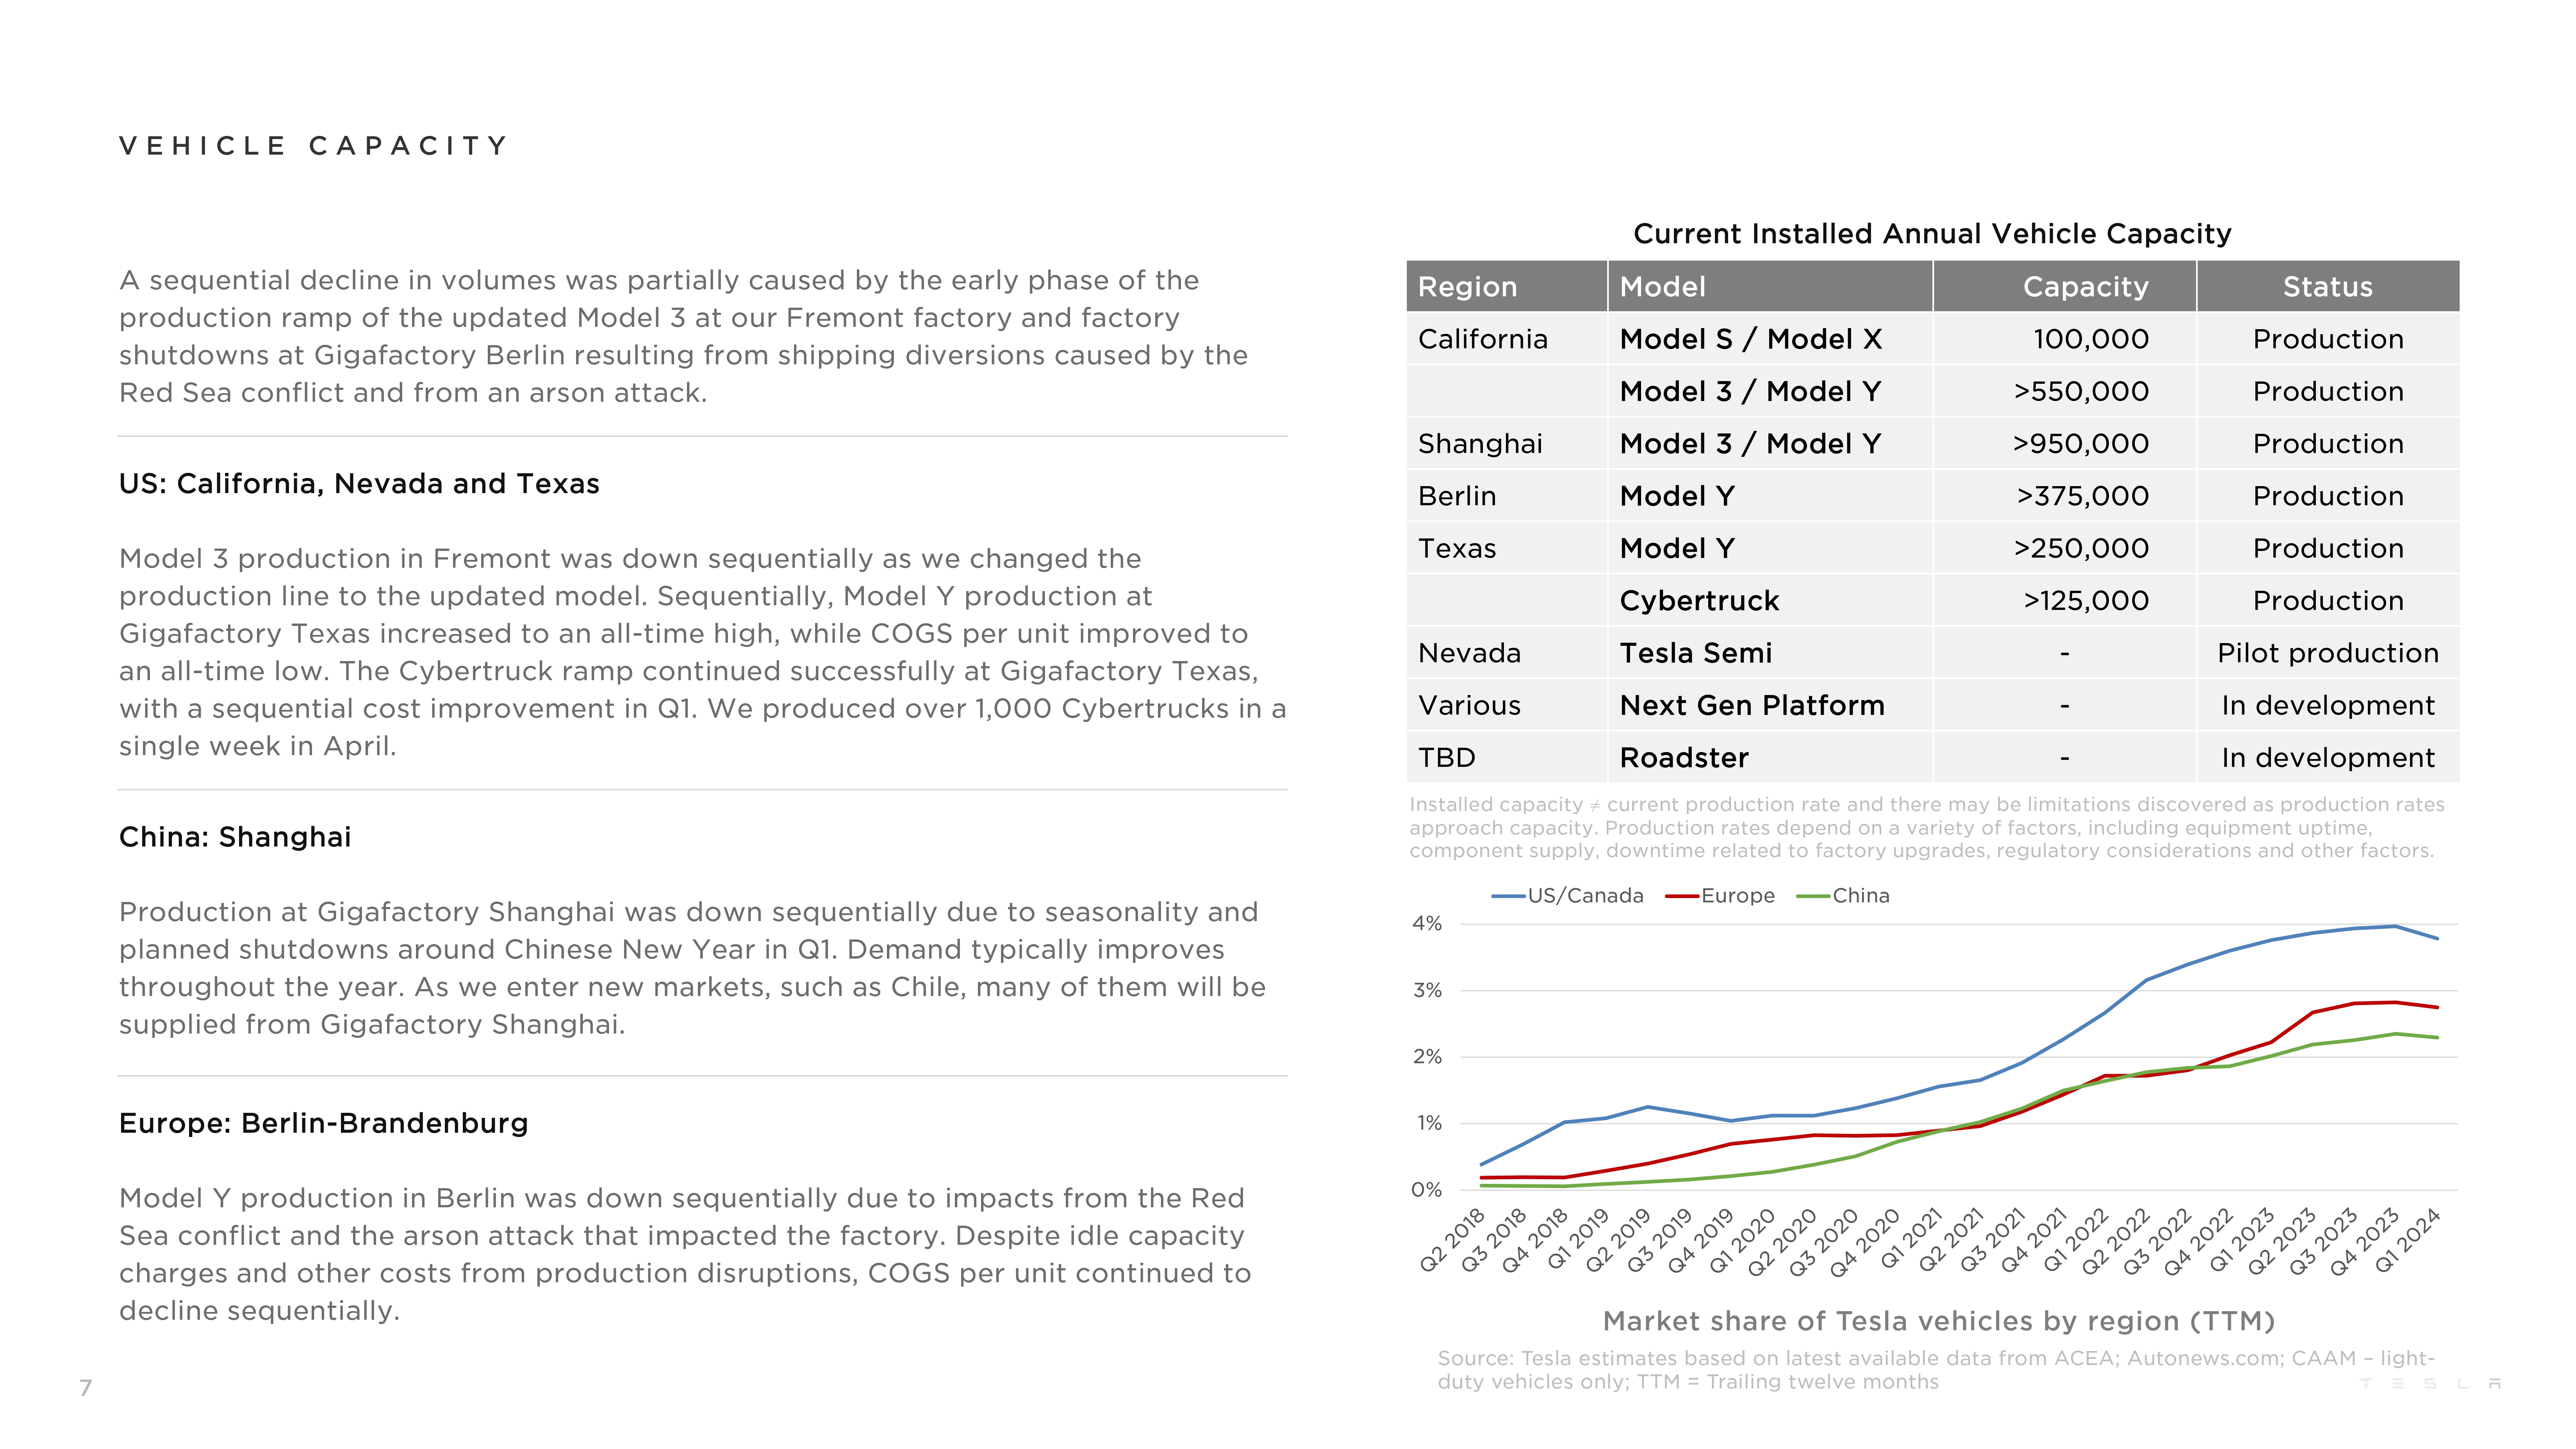 VEHICLE CAPACITY
A sequential decline in volumes was partially caused by the early phase of the
production ramp of the updated Model 3 at our Fremont factory and factory
shutdowns at Gigafactory Berlin resulting from shipping diversions caused by the
Red Sea conflict and from an arson attack.
US: California, Nevada and Texas
Model 3 production in Fremont was down sequentially as we changed the
production line to the updated model. Sequentially, Model Y production at
Gigafactory Texas increased to an all-time high, while COGS per unit improved to
an all-time low. The Cybertruck ramp continued successfully at Gigafactory Texas,
with a sequential cost improvement in Q1. We produced over 1,000 Cybertrucks in a
single week in April.
China: Shanghai
Production at Gigafactory Shanghai was down sequentially due to seasonality and
planned shutdowns around Chinese New Year in Q1. Demand typically improves
throughout the year. As we enter new markets, such as Chile, many of them will be
supplied from Gigafactory Shanghai.
Europe: Berlin-Brandenburg
Model Y production in Berlin was down sequentially due to impacts from the Red
Sea conflict and the arson attack that impacted the factory. Despite idle capacity
charges and other costs from production disruptions, COGS per unit continued to
decline sequentially.
Current Installed Annual Vehicle Capacity
Region Model Capacity Status
California Model S / Model X 100,000 Production
Model 3 / Model Y >550,000 Production
Shanghai Model 3 / Model Y >950,000 Production
Berlin Model Y >375,000 Production
Texas Model Y >250,000 Production
Cybertruck >125,000 Production
Nevada Tesla Semi - Pilot production
Various Next Gen Platform - In development
TBD Roadster - In development
Installed capacity ≠ current production rate and there may be limitations discovered as production rates
approach capacity. Production rates depend on a variety of factors, including equipment uptime,
component supply, downtime related to factory upgrades, regulatory considerations and other factors.
US/Canada Europe China
4%
3%
2%
1%
0%
Q2 2018 Q3 2018 Q4 2018 Q1 2019 Q2 2019 Q3 2019 Q4 2019 Q1 2020 Q2 2020 Q3 2020 Q4 2020 Q1 2021 Q2 2021 Q3 2021 Q4 2021 Q1 2022 Q2 2022 Q3 2022 Q4 2022 Q1 2023 Q2 2023 Q3 2023 Q4 2023 Q1 2024
Market share of Tesla vehicles by region (TTM)
Source: Tesla estimates based on latest available data from ACEA; Autonews.com; CAAM – light-
duty vehicles only; TTM = Trailing twelve months
7
TESLA